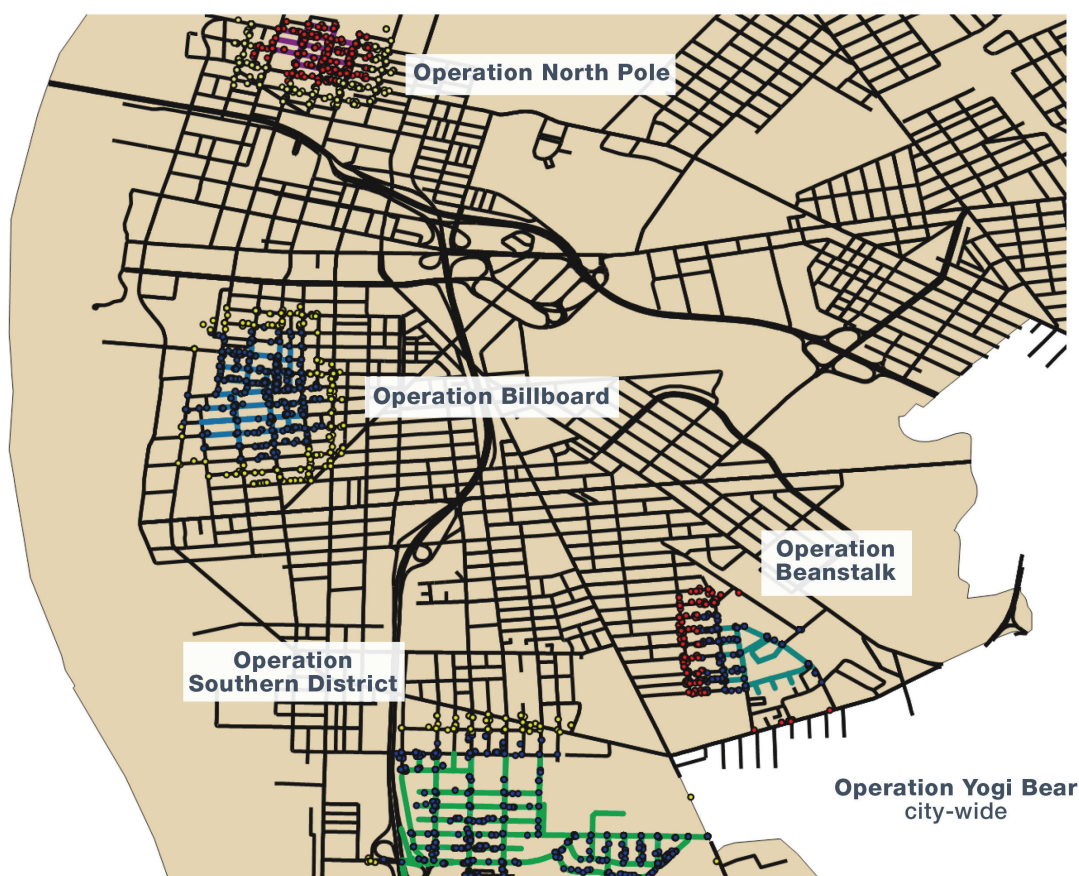 Operation North Pole
Operation Billboard
Operation
Beanstalk
Operation
Southern District
Operation Yogi Bear
city-wide